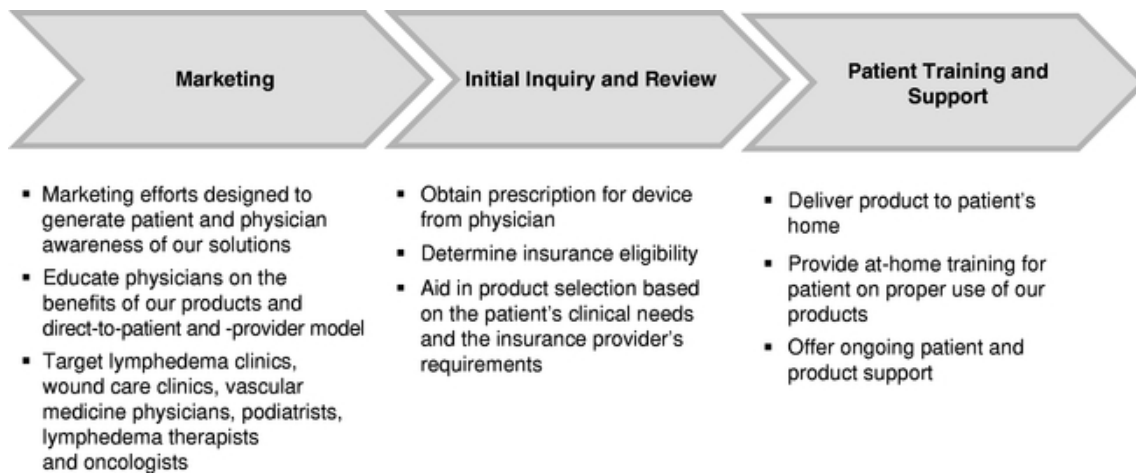 Marketing
Initial Inquiry and Review
Patient Training and
Support
▪ Marketing efforts designed to
generate patient and physician
awareness of our solutions
▪ Educate physicians on the
benefits of our products and
direct-to-patient and -provider model
▪ Target lymphedema clinics,
wound care clinics, vascular
medicine physicians, podiatrists,
lymphedema therapists
and oncologists
▪ Obtain prescription for device
from physician
▪ Determine insurance eligibility
▪ Aid in product selection based
on the patient's clinical needs
and the insurance provider's
requirements
▪ Deliver product to patient's
home
▪ Provide at-home training for
patient on proper use of our
products
▪ Offer ongoing patient and
product support